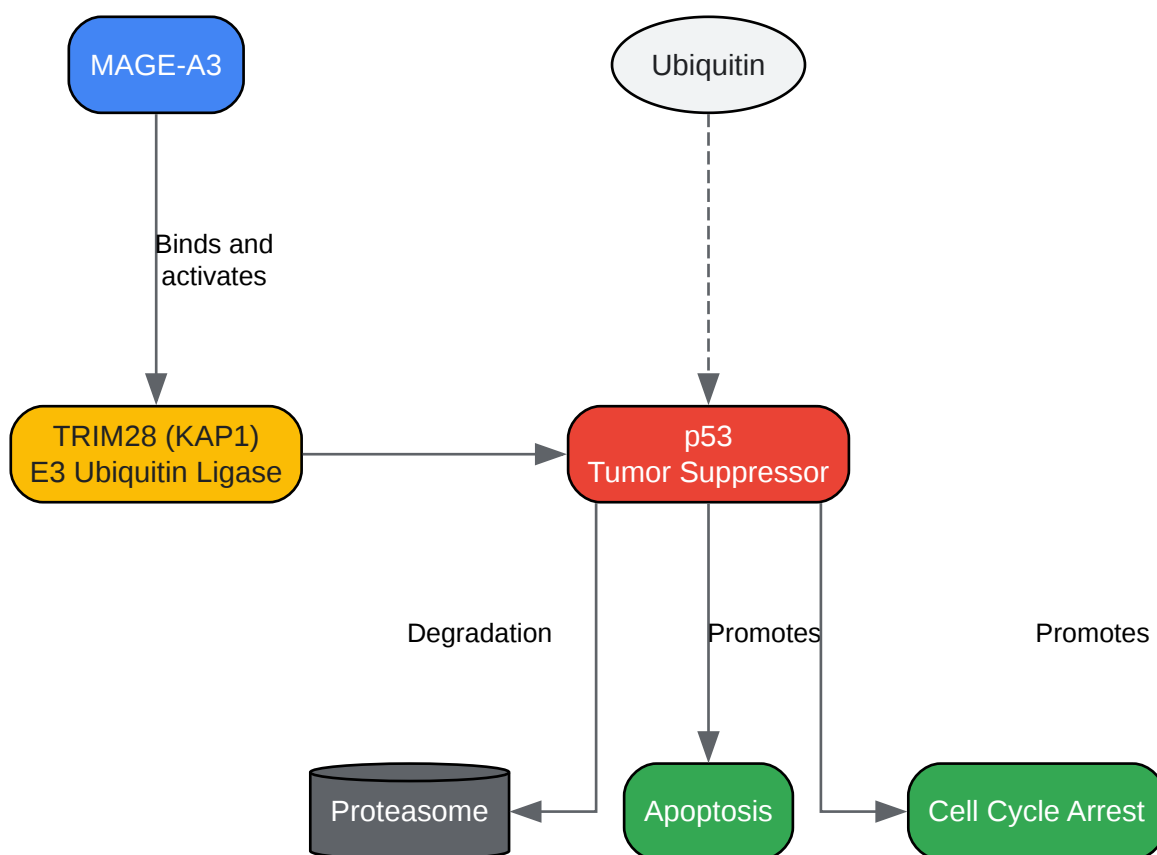 MAGE-A3
Ubiquitin
Binds and
activates
TRIM28 (KAP1)
E3 Ubiquitin Ligase
p53
Tumor Suppressor
Degradation
Promotes
Promotes
Proteasome
Apoptosis
Cell Cycle Arrest